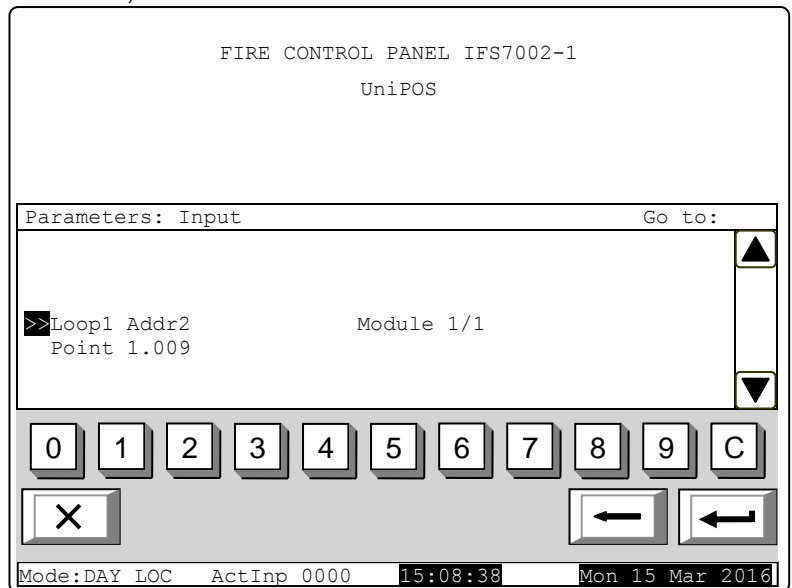 FIRE CONTROL PANEL IFS7002-1
UniPOS
Parameters: Input Go to:
>>Loop1 Addr2 Module 1/1
Point 1.009
0 1 2 3 4 5 6 7 8 9 C
Mode:DAY LOC ActInp 0000 15:08:38 Mon 15 Mar 2016